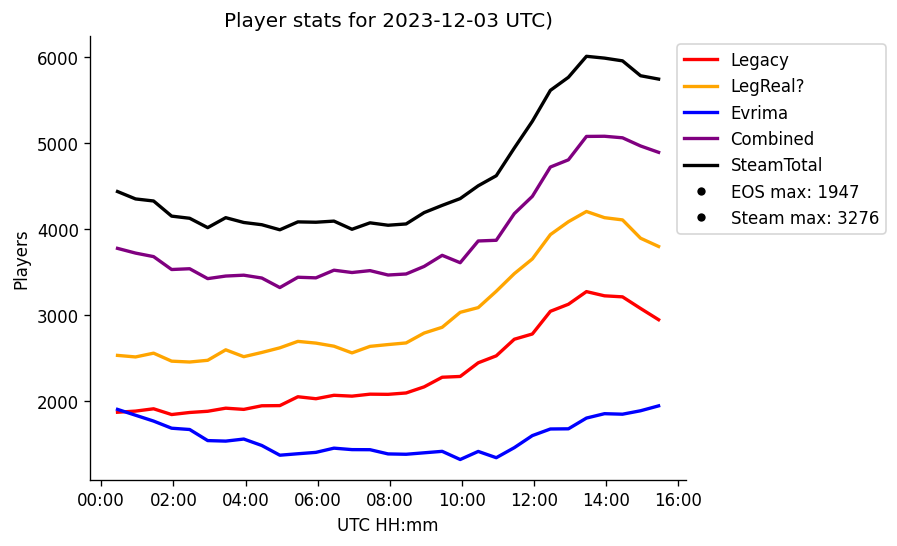 Player stats for 2023-12-03 UTC)
Players
6000
5000
4000
3000
2000
00:00 02:00 04:00 06:00 08:00 10:00 12:00 14:00 16:00
UTC HH:mm
Legacy
LegReal?
Evrima
Combined
SteamTotal
EOS max: 1947
Steam max: 3276